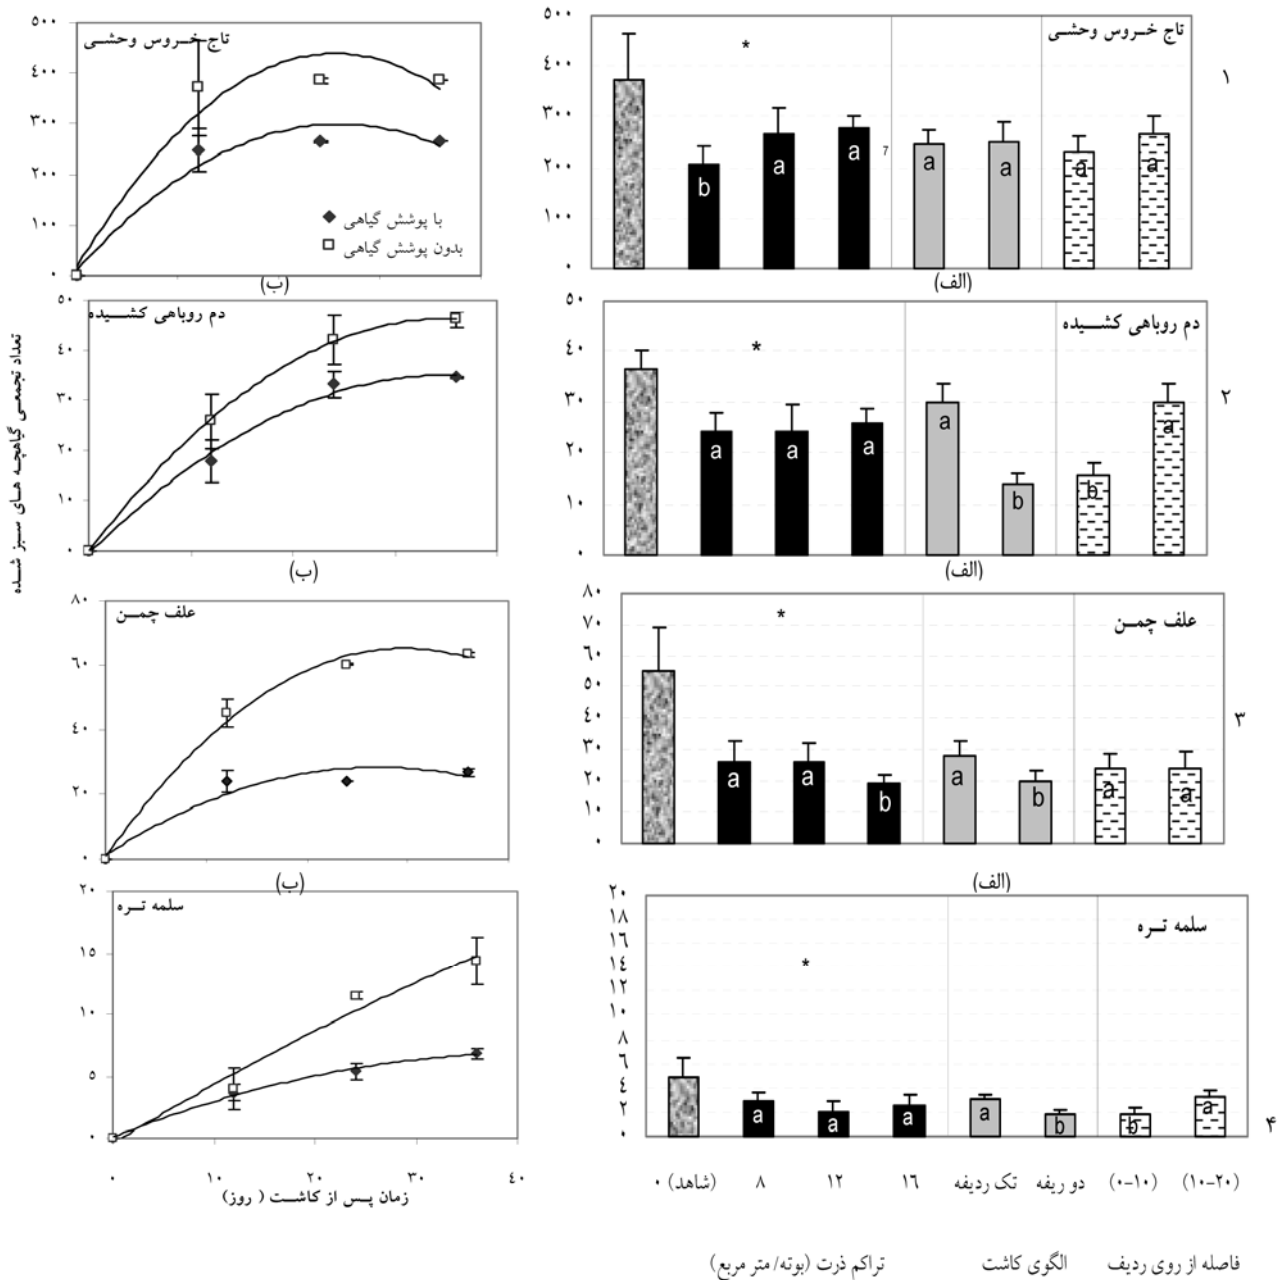 تعداد تجمعی گیاهچه های سبز شده
تاج خروس وحشی
۵۰۰
۴۰۰
۳۰۰
۲۰۰
۱۰۰
۰
با پوشش گیاهی
بدون پوشش گیاهی
(ب)
تاج خروس وحشی
۱
۵۰۰
۴۰۰
۳۰۰
۲۰۰
۱۰۰
۰
*
b
a
a
7
a
a
a
a
(الف)
دم روباهی کشیده
۵۰
۴۰
۳۰
۲۰
۱۰
۰
(ب)
دم روباهی کشیده
۲
۵۰
۴۰
۳۰
۲۰
۱۰
۰
*
a
a
a
a
b
b
a
(الف)
علف چمن
۸۰
۶۰
۴۰
۲۰
۰
(ب)
علف چمن
۳
۸۰
۷۰
۶۰
۵۰
۴۰
۳۰
۲۰
۱۰
۰
*
a
a
b
a
b
a
a
(الف)
سلمه تره
۲۰
۱۵
۱۰
۵
۰
۰ ۱۰ ۲۰ ۳۰ ۴۰
زمان پس از کاشت ( روز)
سلمه تره
۴
۲۰
۱۸
۱۶
۱۴
۱۲
۱۰
۸
۶
۴
۲
۰
*
a
a
a
a
b
b
a
۰ (شاهد) ۸ ۱۲ ۱۶ تک ردیفه دو ریفه (۰-۱۰) (۱۰-۲۰)
تراکم ذرت (بوته/ متر مربع) الگوی کاشت فاصله از روی ردیف